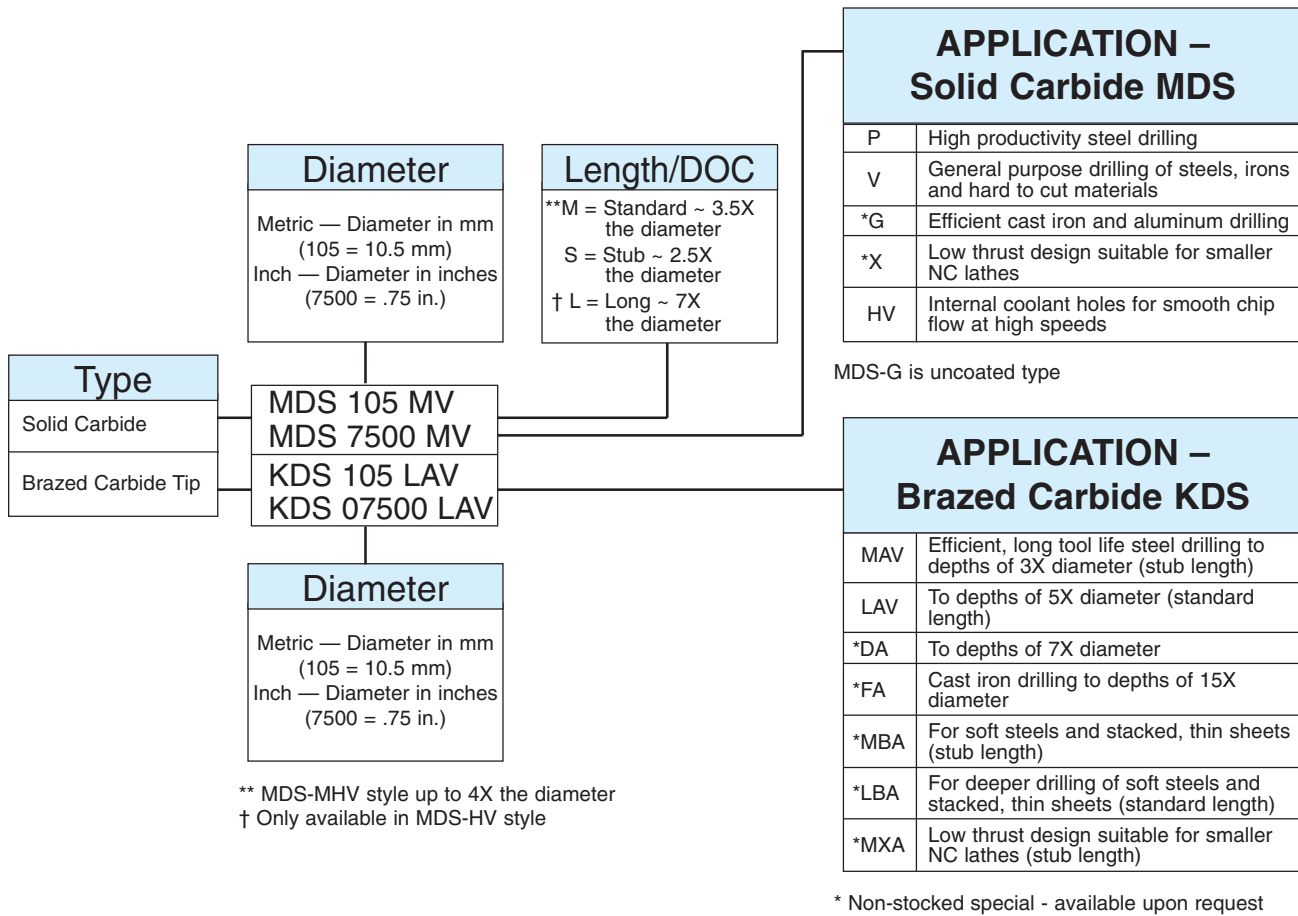 APPLICATION –
Solid Carbide MDS
P High productivity steel drilling
V General purpose drilling of steels, irons
and hard to cut materials
*G Efficient cast iron and aluminum drilling
*X Low thrust design suitable for smaller
NC lathes
HV Internal coolant holes for smooth chip
flow at high speeds
MDS-G is uncoated type
Diameter
Metric — Diameter in mm
(105 = 10.5 mm)
Inch — Diameter in inches
(7500 = .75 in.)
Length/DOC
**M = Standard ~ 3.5X
the diameter
S = Stub ~ 2.5X
the diameter
† L = Long ~ 7X
the diameter
Type
Solid Carbide
Brazed Carbide Tip
MDS 105 MV
MDS 7500 MV
KDS 105 LAV
KDS 07500 LAV
Diameter
Metric — Diameter in mm
(105 = 10.5 mm)
Inch — Diameter in inches
(7500 = .75 in.)
** MDS-MHV style up to 4X the diameter
† Only available in MDS-HV style
APPLICATION –
Brazed Carbide KDS
MAV Efficient, long tool life steel drilling to
depths of 3X diameter (stub length)
LAV To depths of 5X diameter (standard
length)
*DA To depths of 7X diameter
*FA Cast iron drilling to depths of 15X
diameter
*MBA For soft steels and stacked, thin sheets
(stub length)
*LBA For deeper drilling of soft steels and
stacked, thin sheets (standard length)
*MXA Low thrust design suitable for smaller
NC lathes (stub length)
* Non-stocked special - available upon request